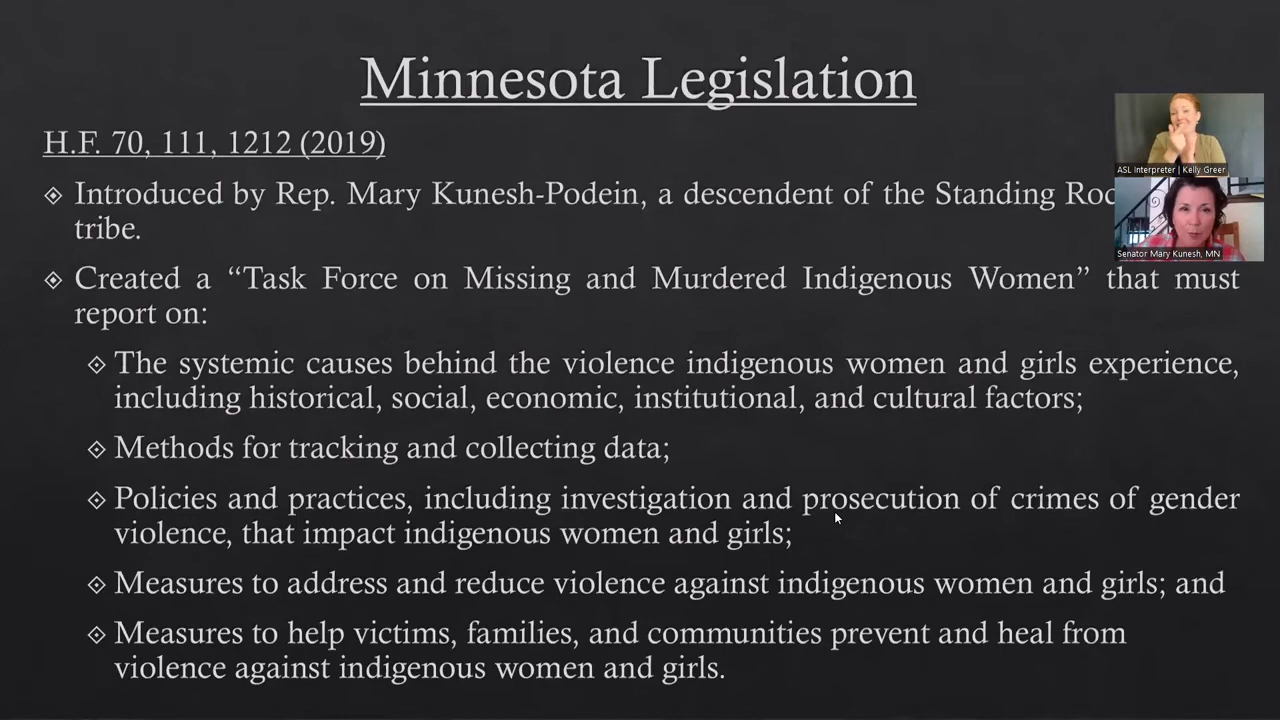 Minnesota Legislation
H.F. 70, 111, 1212 (2019)
Introduced by Rep. Mary Kunesh-Podein, a descendent of the Standing
tribe.
Created a “Task Force on Missing and Murdered Indigenous Women” that must
report on:
The systemic causes behind the violence indigenous women and girls experience,
including historical, social, economic, institutional, and cultural factors;
Methods for tracking and collecting data;
Policies and practices, including investigation and prosecution of crimes of gender
violence, that impact indigenous women and girls;
Measures to address and reduce violence against indigenous women and girls; and
Measures to help victims, families, and communities prevent and heal from
violence against indigenous women and girls.
ASL Interpreter | Kelly Greer
Senator Mary Kunesh, MN